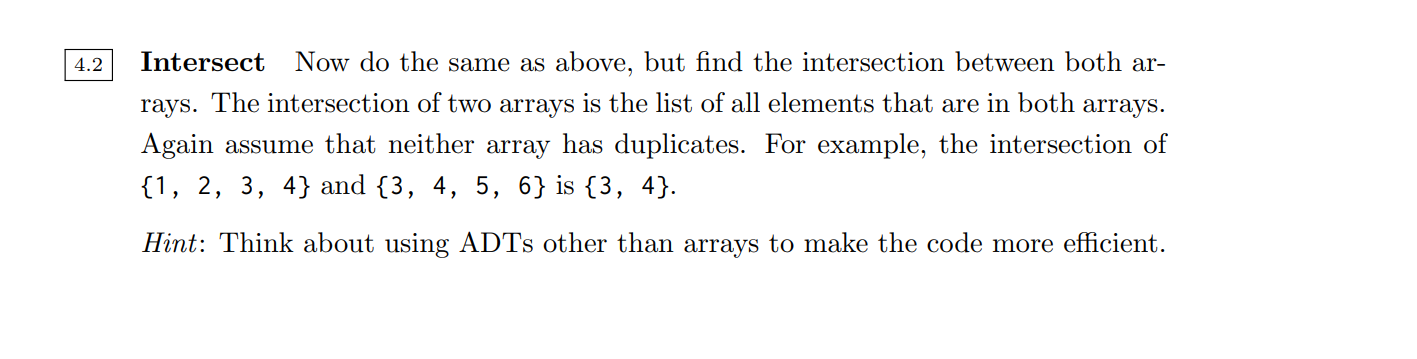 4.2 Intersect Now do the same as above, but find the intersection between both ar-
rays. The intersection of two arrays is the list of all elements that are in both arrays.
Again assume that neither array has duplicates. For example, the intersection of
{1, 2, 3, 4} and {3, 4, 5, 6} is {3, 4}.
Hint: Think about using ADTs other than arrays to make the code more efficient.